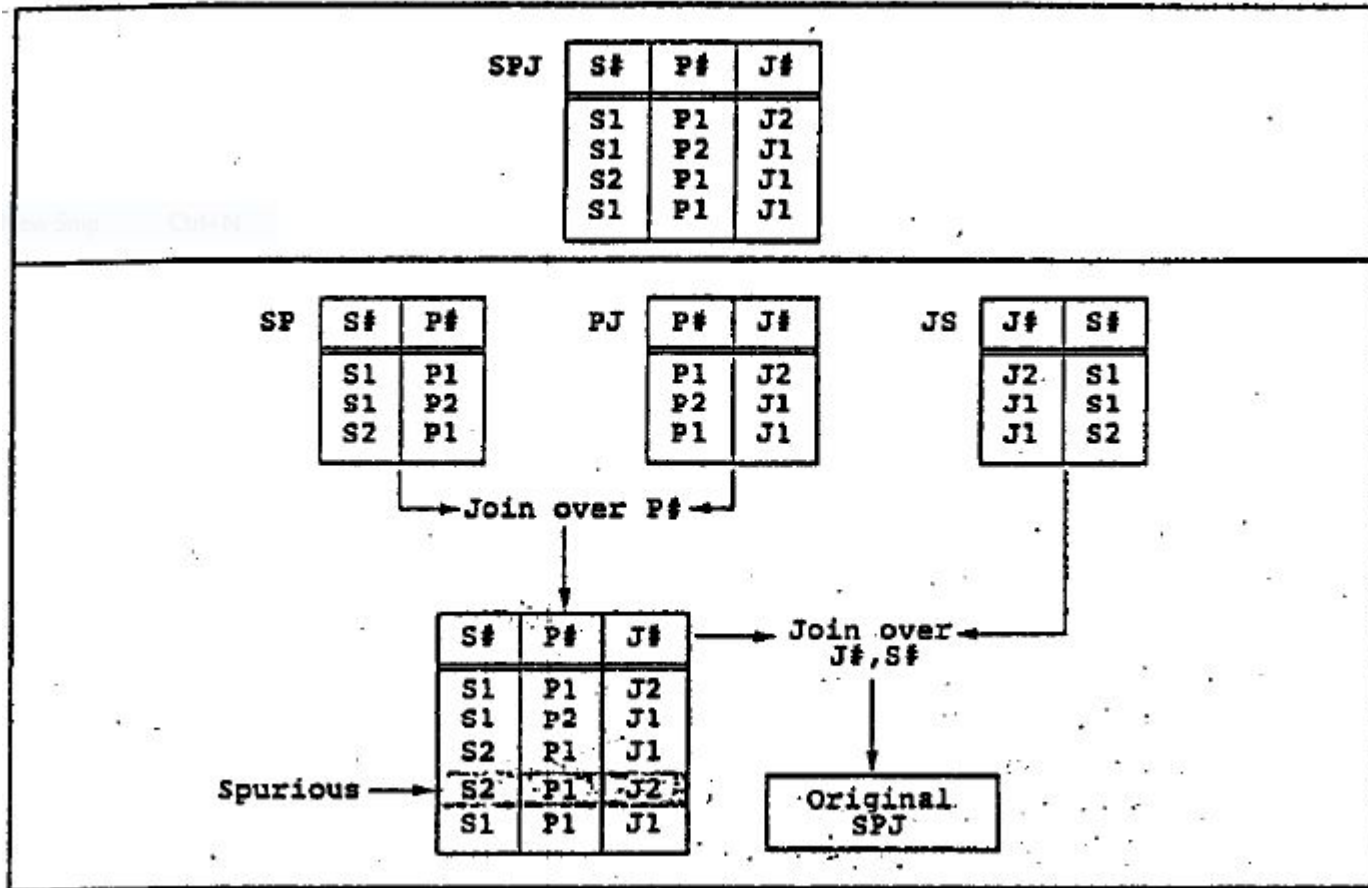 SPJ S# P# J#
S1 P1 J2
S1 P2 J1
S2 P1 J1
S1 P1 J1
SP S# P#
S1 P1
S1 P2
S2 P1
PJ P# J#
P1 J2
P2 J1
P1 J1
JS J# S#
J2 S1
J1 S1
J1 S2
Join over P#
S# P# J#
S1 P1 J2
S1 P2 J1
S2 P1 J1
Spurious S2 P1 J2
S1 P1 J1
Join over
J#,S#
Original
SPJ